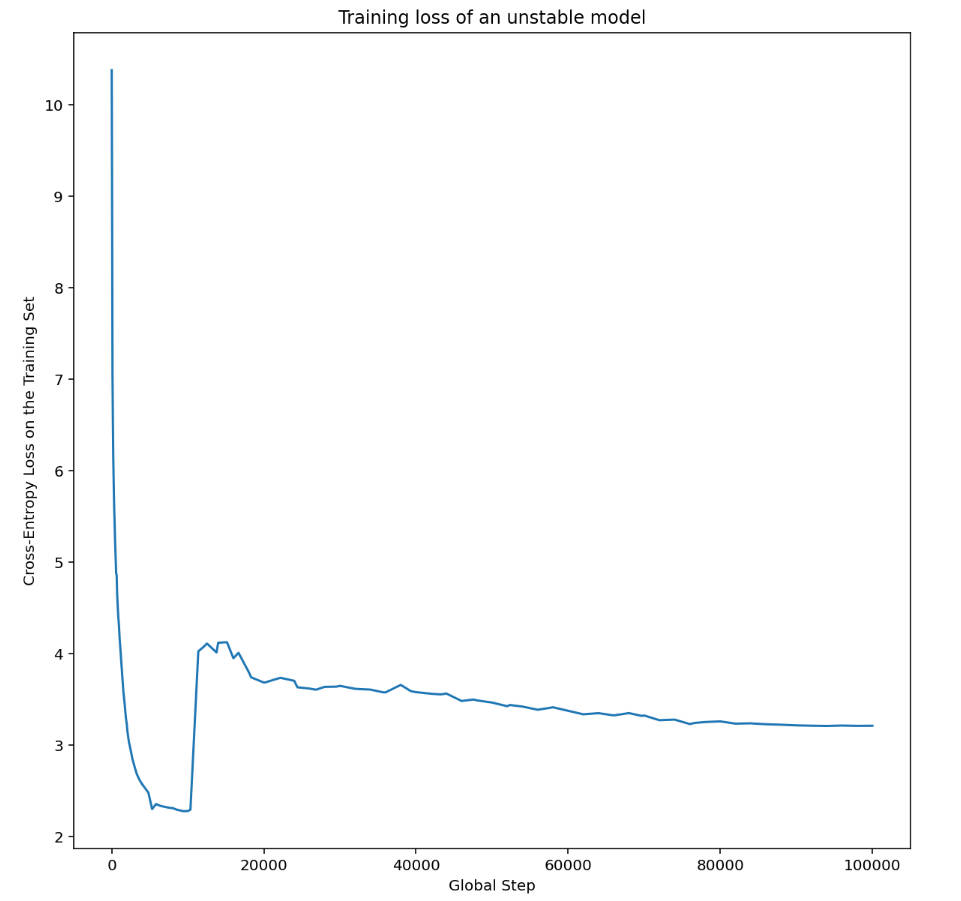 Training loss of an unstable model
Cross-Entropy Loss on the Training Set
10
9
8
7
6
5
4
3
2
0 20000 40000 60000 80000 100000
Global Step